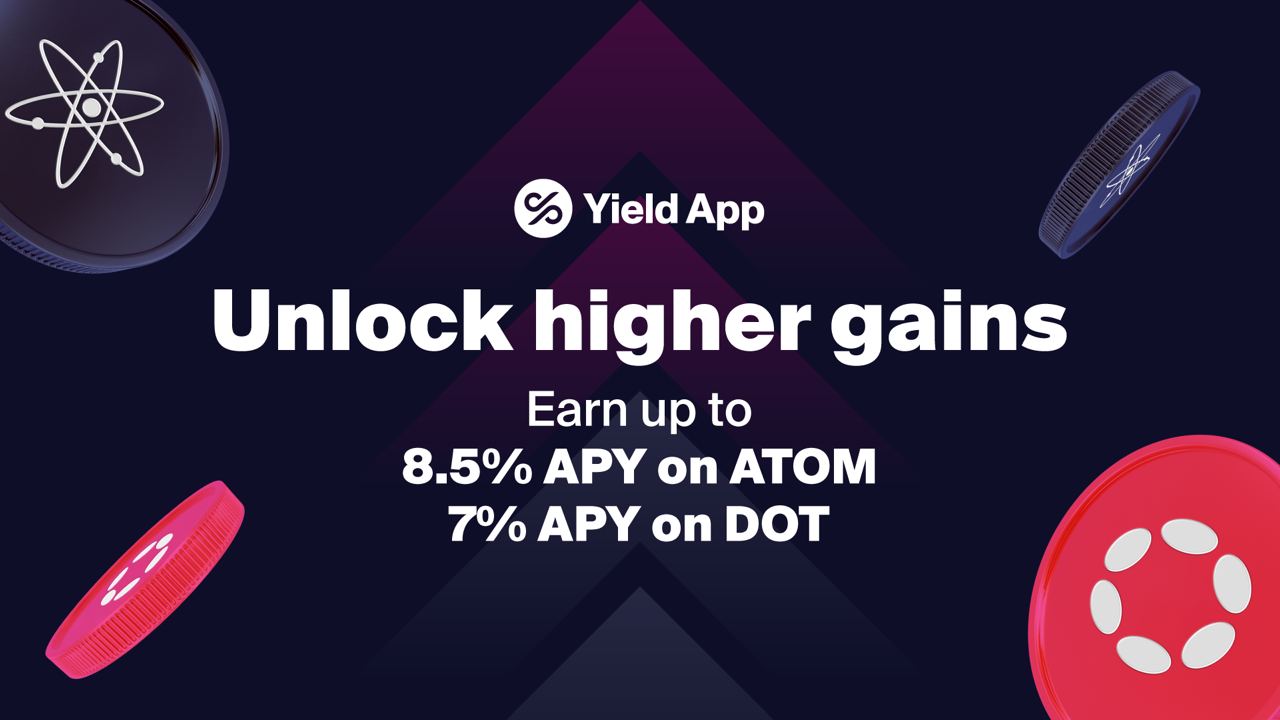 Yield App
Unlock higher gains
Earn up to
8.5% APY on ATOM
7% APY on DOT